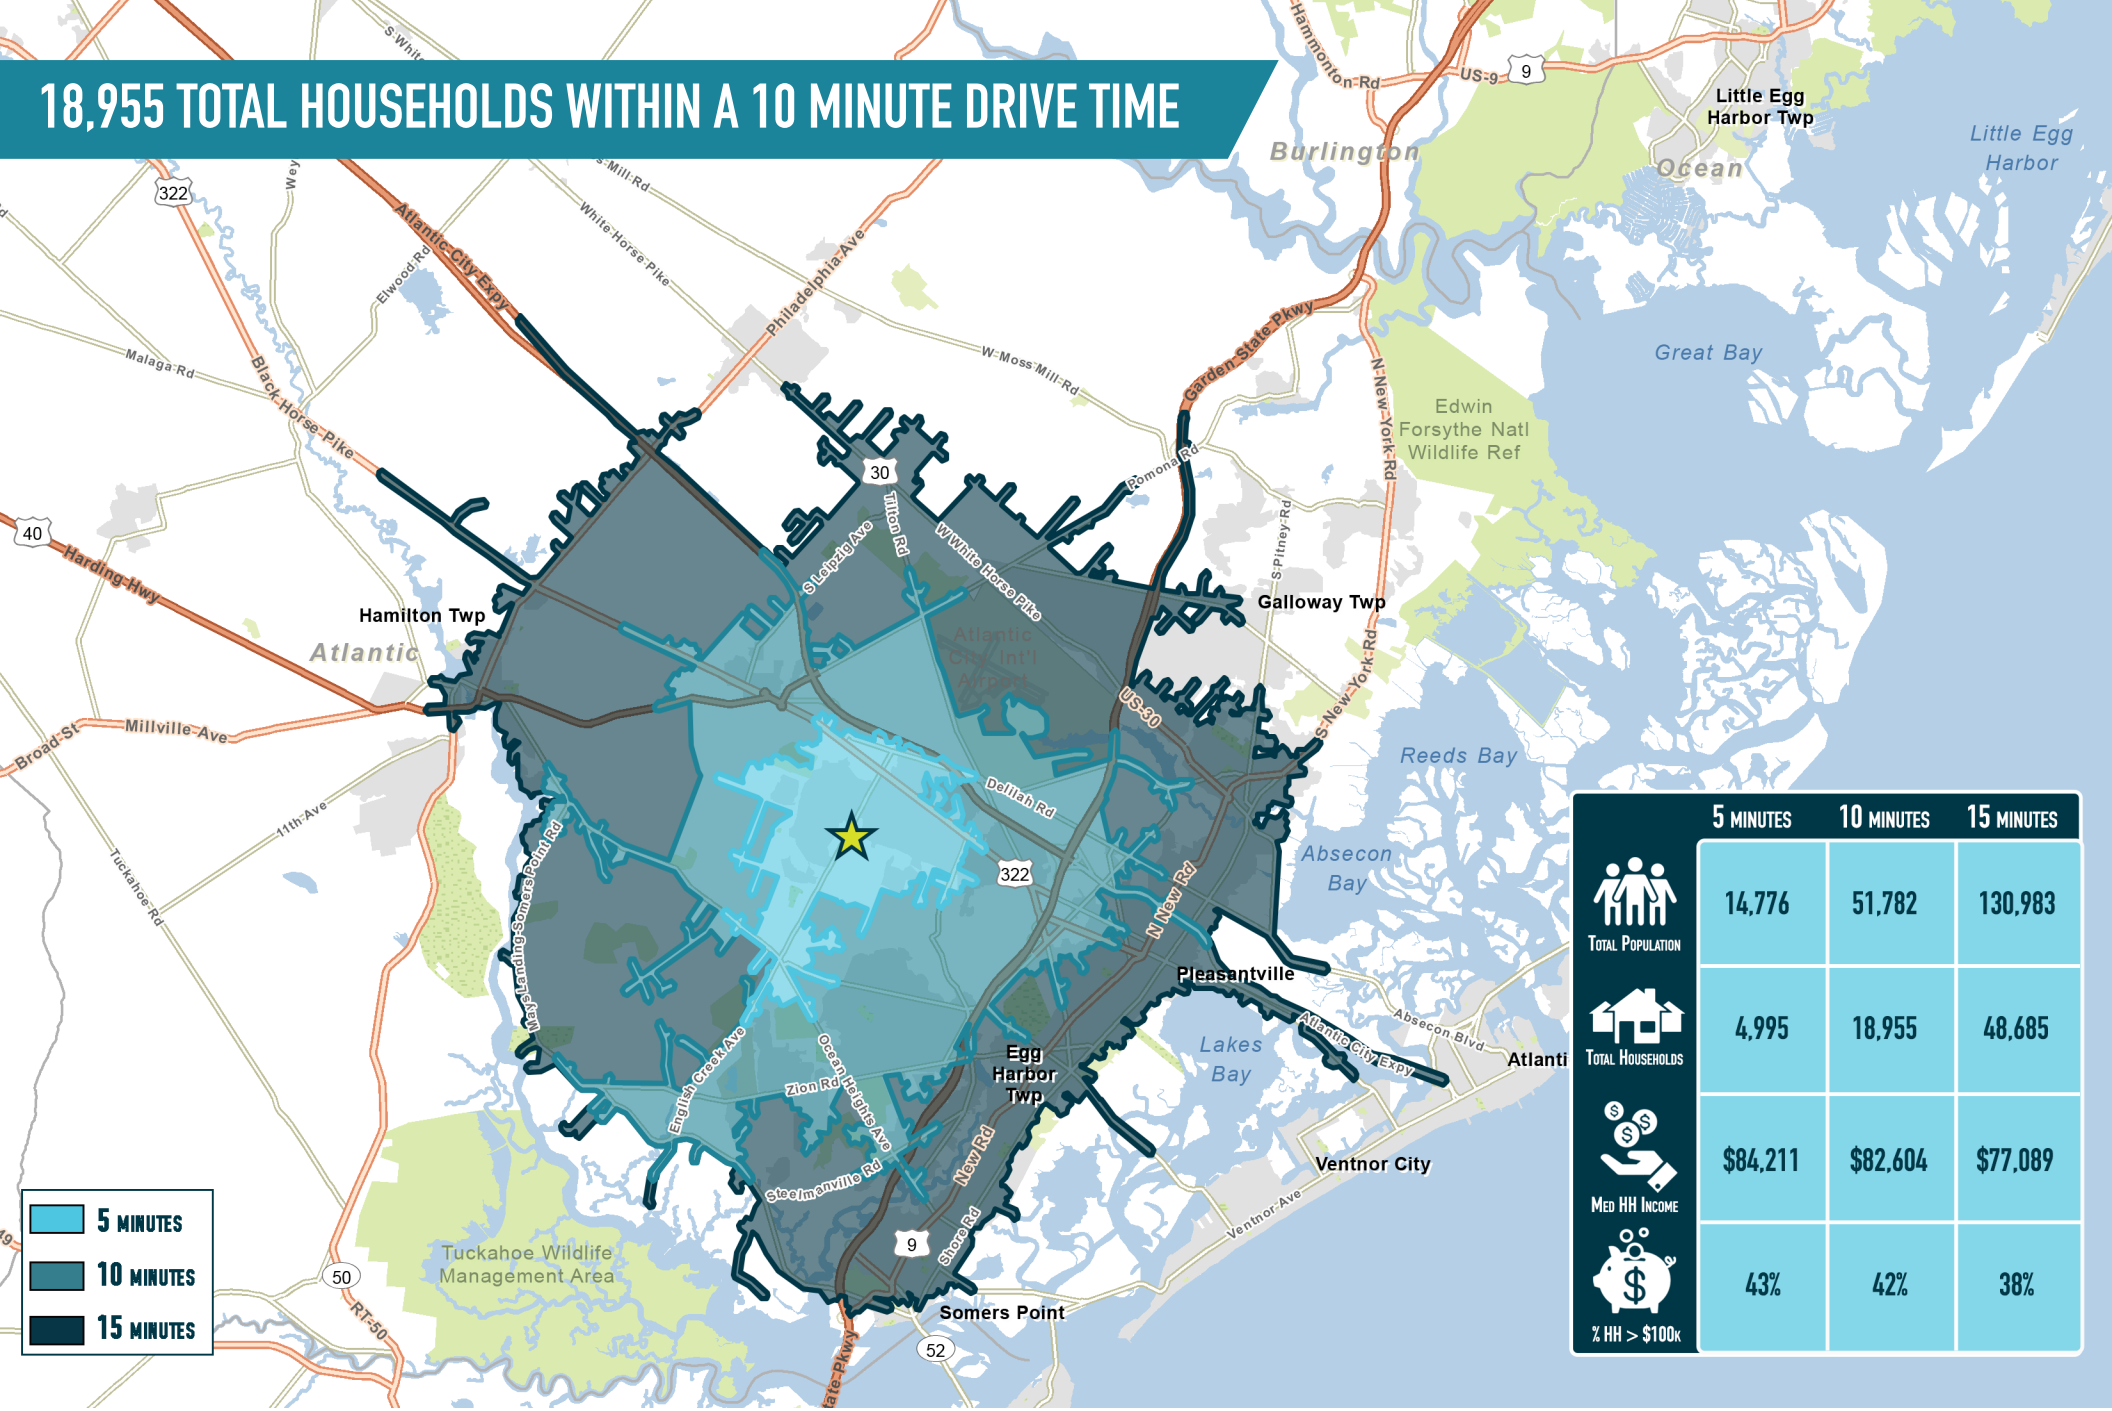 18,955 TOTAL HOUSEHOLDS WITHIN A 10 MINUTE DRIVE TIME
S White
Hammonton Rd
US-9
9
Little Egg
Harbor Twp
Little Egg
Harbor
Burlington
Ocean
322
Wey
S Mill Rd
White Horse Pike
Atlantic City Expy
Elwood Rd
Philadelphia Ave
Malaga Rd
Black Horse Pike
W Moss Mill Rd
Garden State Pkwy
N New York Rd
Great Bay
Edwin
Forsythe Natl
Wildlife Ref
Pomona Rd
30
Tilton Rd
S Leipzig Ave
W White Horse Pike
S Pitney Rd
40
Harding Hwy
Hamilton Twp
Atlantic
Galloway Twp
Atlantic
City Int'l
Airport
US-30
S New York Rd
Reeds Bay
Broad St
Millville Ave
11th Ave
Tuckahoe Rd
Delilah Rd
322
Absecon
Bay
Mays Landing-Somers Point Rd
N New Rd
Pleasantville
Atlantic City Expy
Absecon Blvd
Atlanti
Lakes
Bay
Egg
Harbor
Twp
English Creek Ave
Zion Rd
Ocean Heights Ave
Steelmanville Rd
New Rd
Shore Rd
9
Ventnor City
Ventnor Ave
Tuckahoe Wildlife
Management Area
50
RT-50
49
Somers Point
52
tate Pkwy
5 MINUTES
10 MINUTES
15 MINUTES
5 MINUTES 10 MINUTES 15 MINUTES
TOTAL POPULATION 14,776 51,782 130,983
TOTAL HOUSEHOLDS 4,995 18,955 48,685
MED HH INCOME $84,211 $82,604 $77,089
% HH > $100K 43% 42% 38%